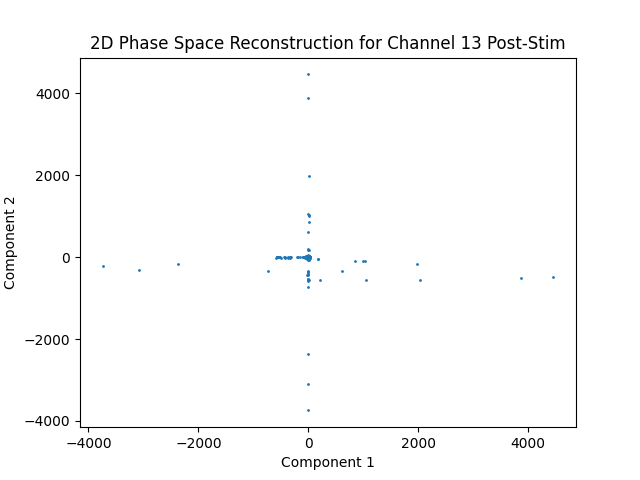 2D Phase Space Reconstruction for Channel 13 Post-Stim
4000
2000
0
−2000
−4000
Component 2
−4000 −2000 0 2000 4000
Component 1